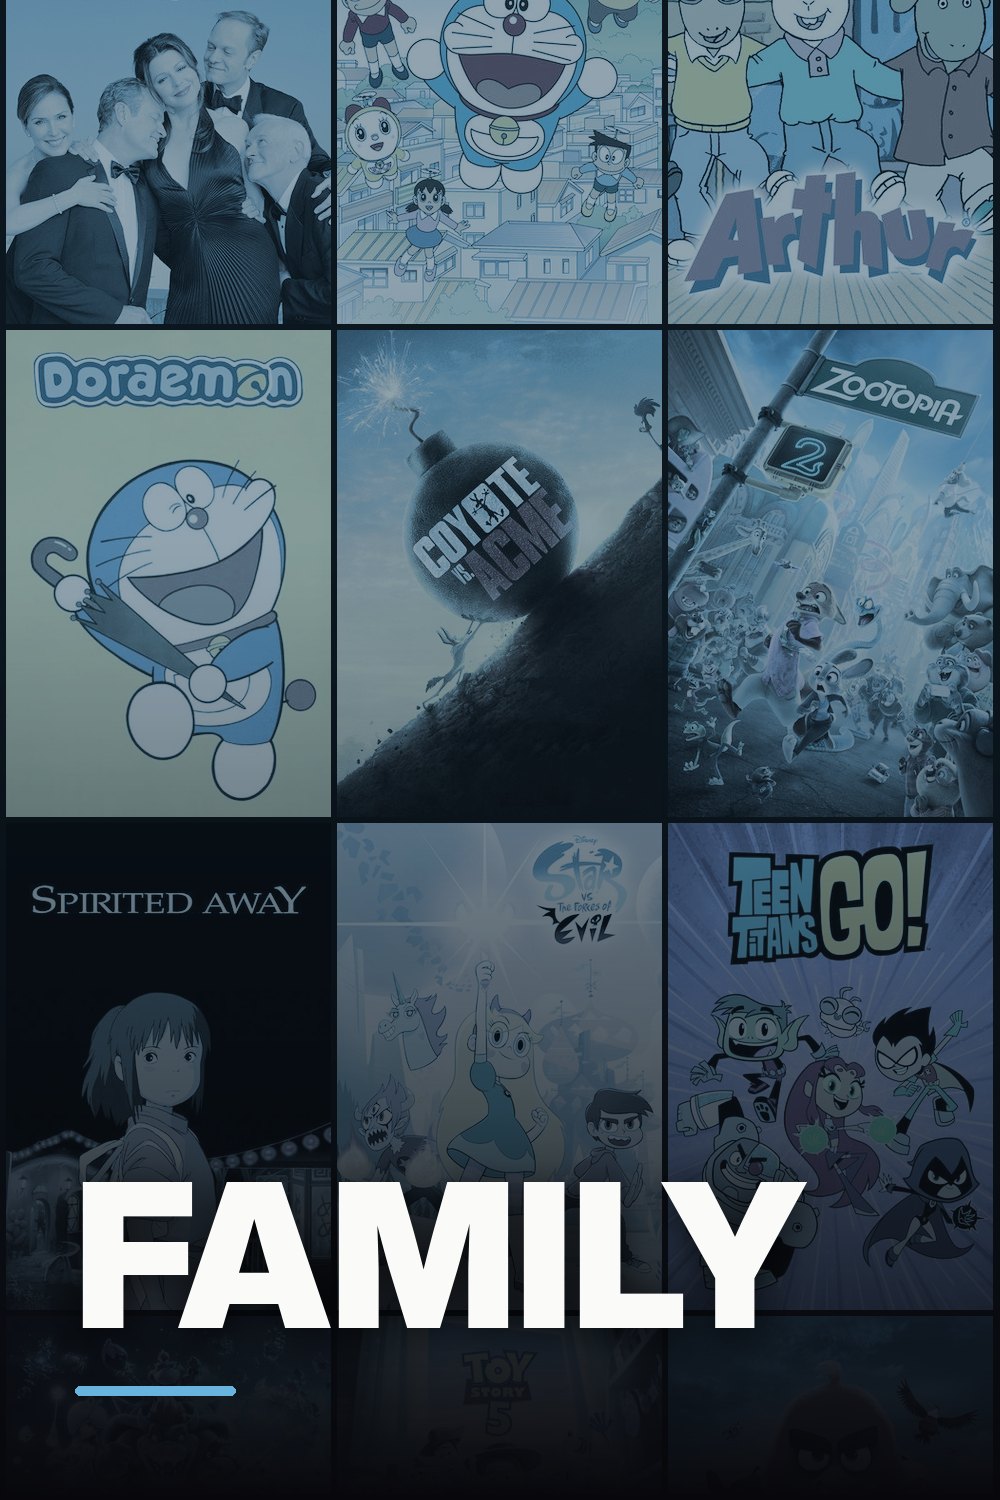 Arthur
Doraemon
COYOTE
VS. ACME
ZOOTOPIA
2
SPIRITED AWAY
Disney
STAR
VS
The FORCES of
EVIL
TEEN
TITANS
GO!
FAMILY
TOY
STORY
5